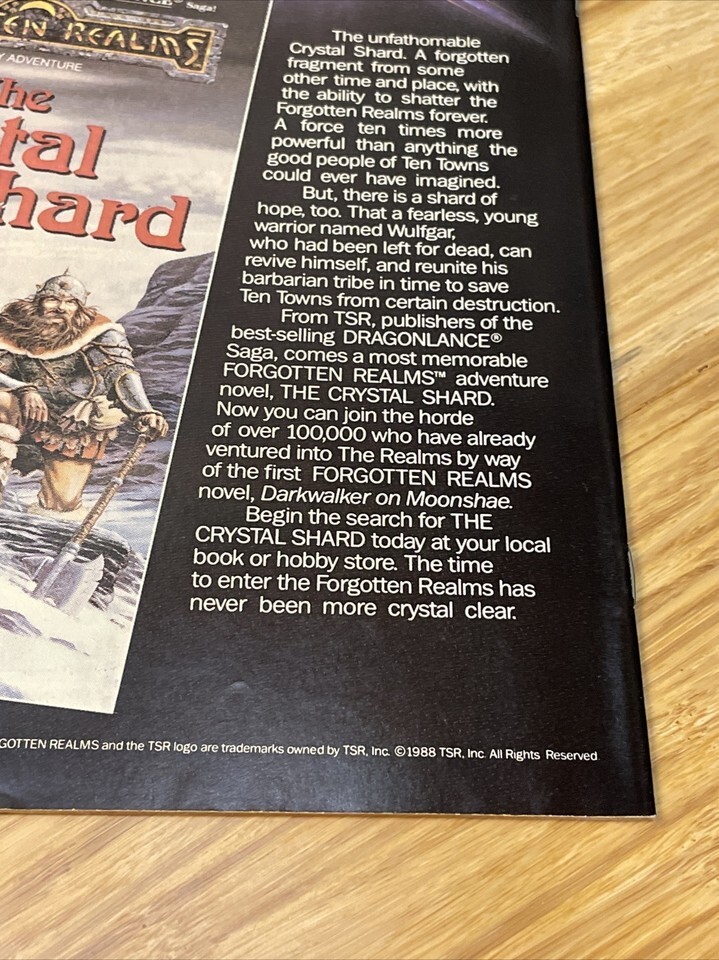 Saga!
REALMS
ADVENTURE
The unfathomable
Crystal Shard. A forgotten
fragment from some
other time and place, with
the ability to shatter the
Forgotten Realms forever.
A force ten times more
powerful than anything the
good people of Ten Towns
could ever have imagined.
But, there is a shard of
hope, too. That a fearless, young
warrior named Wulfgar,
who had been left for dead, can
revive himself, and reunite his
barbarian tribe in time to save
Ten Towns from certain destruction.
From TSR, publishers of the
best-selling DRAGONLANCE®
Saga, comes a most memorable
FORGOTTEN REALMS™ adventure
novel, THE CRYSTAL SHARD.
Now you can join the horde
of over 100,000 who have already
ventured into The Realms by way
of the first FORGOTTEN REALMS
novel, Darkwalker on Moonshae.
Begin the search for THE
CRYSTAL SHARD today at your local
book or hobby store. The time
to enter the Forgotten Realms has
never been more crystal clear.
GOTTEN REALMS and the TSR logo are trademarks owned by TSR, Inc. ©1988 TSR, Inc. All Rights Reserved.